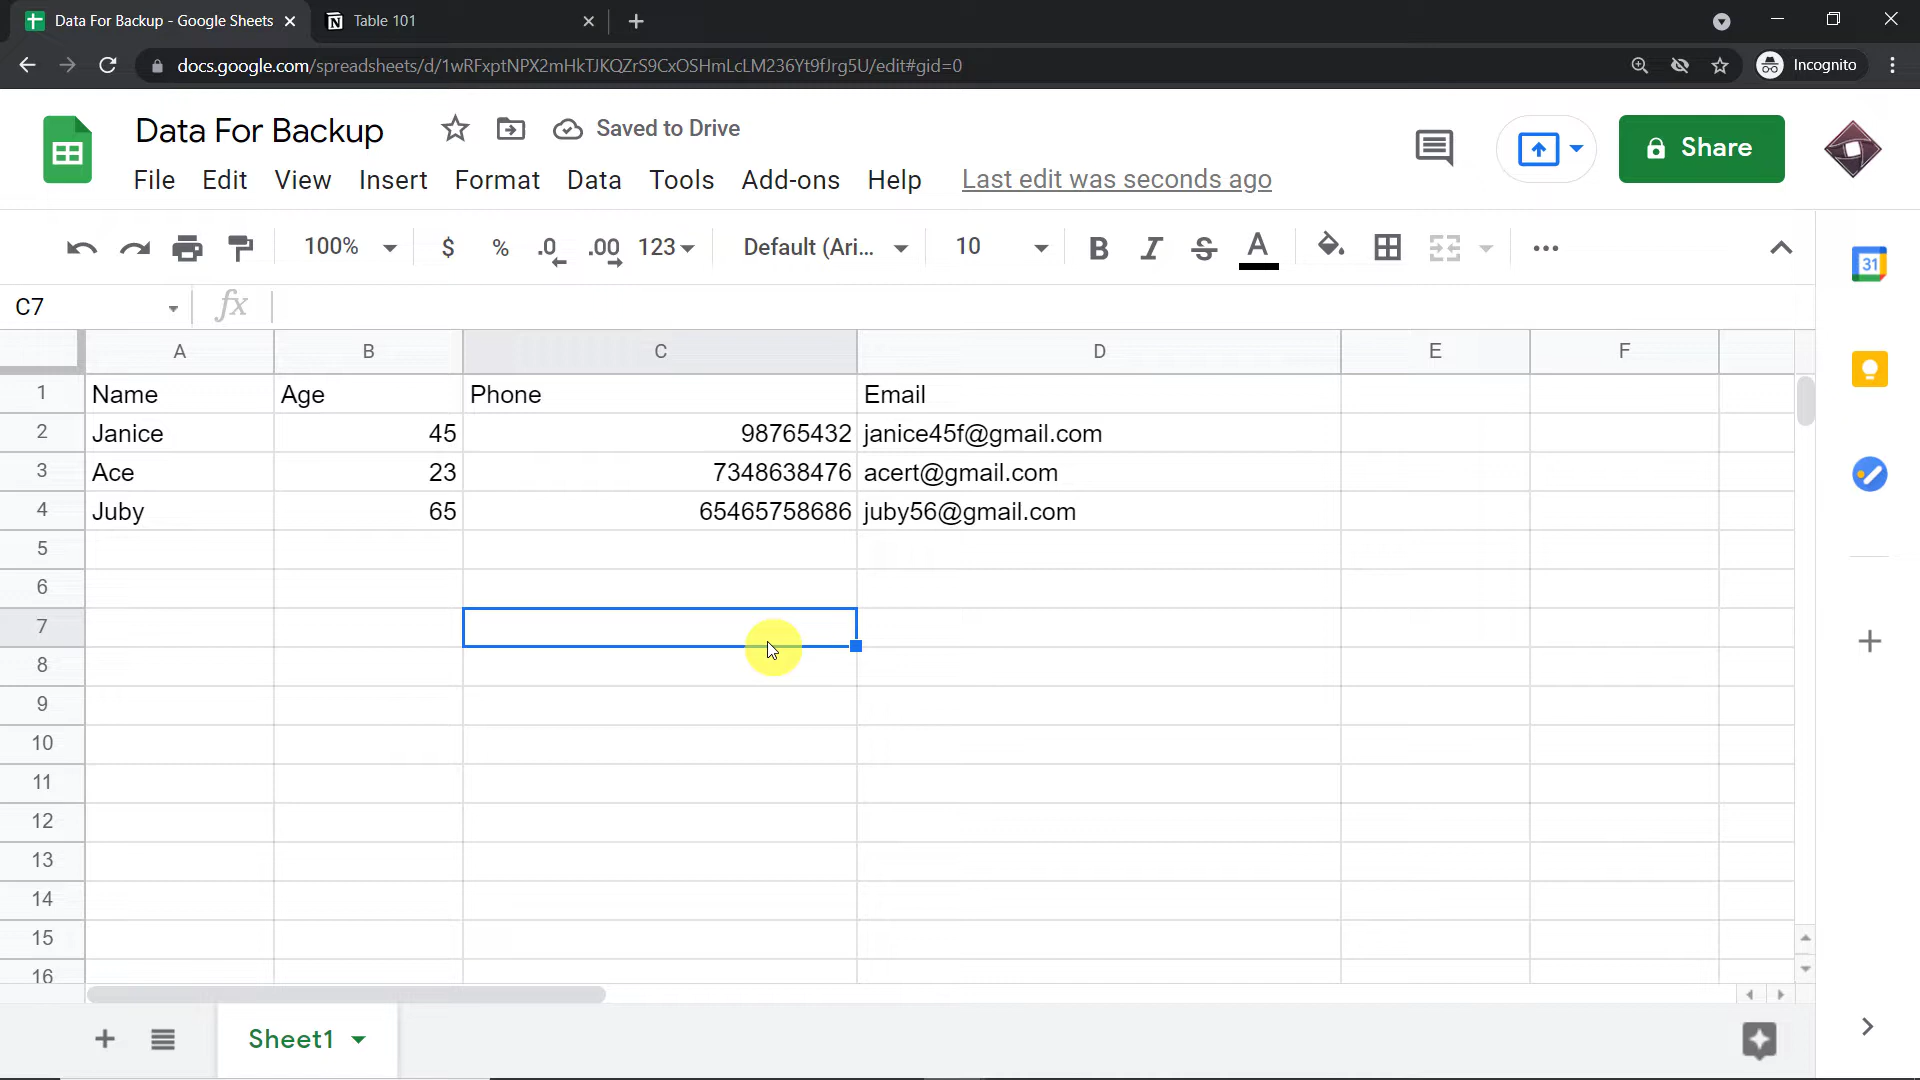 Data For Backup - Google Sheets
Table 101
docs.google.com/spreadsheets/d/1wRFxptNPX2mHkTJKQZrS9CxOSHmLcLM236Yt9fJrg5U/edit#gid=0
Incognito
Data For Backup
Saved to Drive
Share
File Edit View Insert Format Data Tools Add-ons Help Last edit was seconds ago
100% $ % .0 .00 123 Default (Ari... 10 B I S A
31
C7 fx
A B C D E F
1 Name Age Phone Email
2 Janice 45 98765432 janice45f@gmail.com
3 Ace 23 7348638476 acert@gmail.com
4 Juby 65 65465758686 juby56@gmail.com
5
6
7
8
9
10
11
12
13
14
15
16
Sheet1